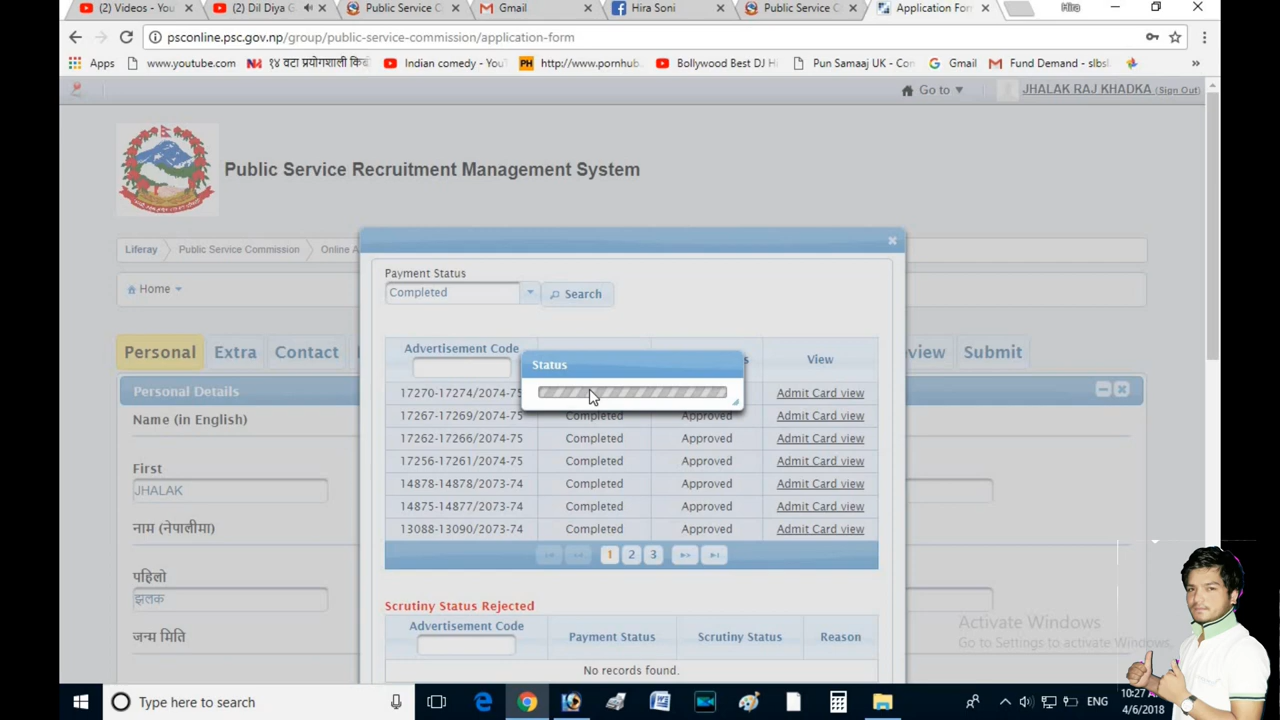 (2) Videos - You
(2) Dil Diya G
Public Service C
Gmail
Hira Soni
Public Service C
Application For
Hira
psconline.psc.gov.np/group/public-service-commission/application-form
Apps
www.youtube.com
१४ वटा प्रयोगशाली
Indian comedy - You
PH
http://www.pornhub.
Bollywood Best DJ H
Pun Samaaj UK - Con
Gmail
Fund Demand - slbsl.
»
Go to
JHALAK RAJ KHADKA (Sign Out)
Public Service Recruitment Management System
Liferay
Public Service Commission
Online A
Home
Personal
Extra
Contact
view
Submit
Personal Details
Name (in English)
First
JHALAK
नाम (नेपालीमा)
पहिलो
झलक
जन्म मिति
Payment Status
Completed
Search
Advertisement Code
s
View
Status
17270-17274/2074-75 Admit Card view
17267-17269/2074-75 Completed Approved Admit Card view
17262-17266/2074-75 Completed Approved Admit Card view
17256-17261/2074-75 Completed Approved Admit Card view
14878-14878/2073-74 Completed Approved Admit Card view
14875-14877/2073-74 Completed Approved Admit Card view
13088-13090/2073-74 Completed Approved Admit Card view
1 2 3
Scrutiny Status Rejected
Advertisement Code
Payment Status
Scrutiny Status
Reason
No records found.
Activate Windows
Go to Settings to activate Windows.
Type here to search
ENG
10:27 AM
4/6/2018